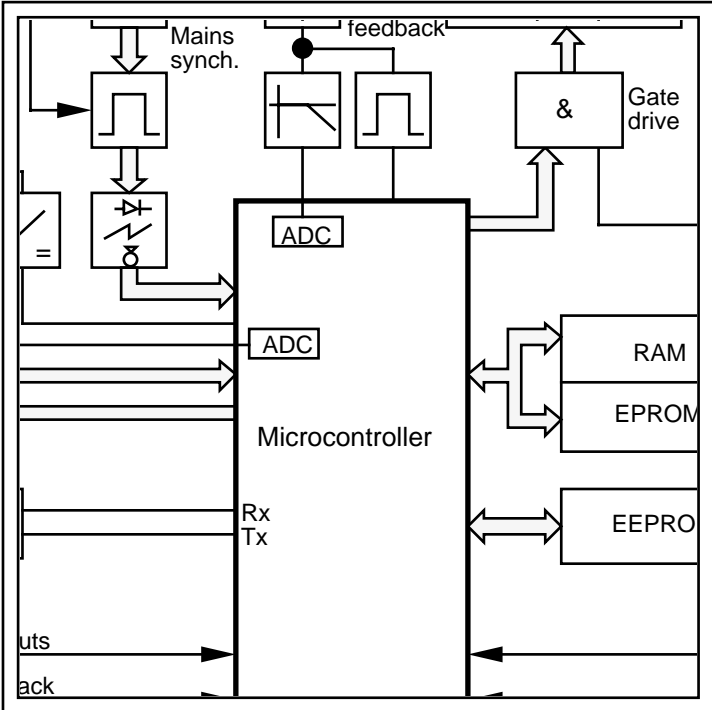 Mains
synch.
feedback
&
Gate
drive
=
ADC
ADC
RAM
EPROM
Microcontroller
Rx
Tx
EEPRO
uts
ack